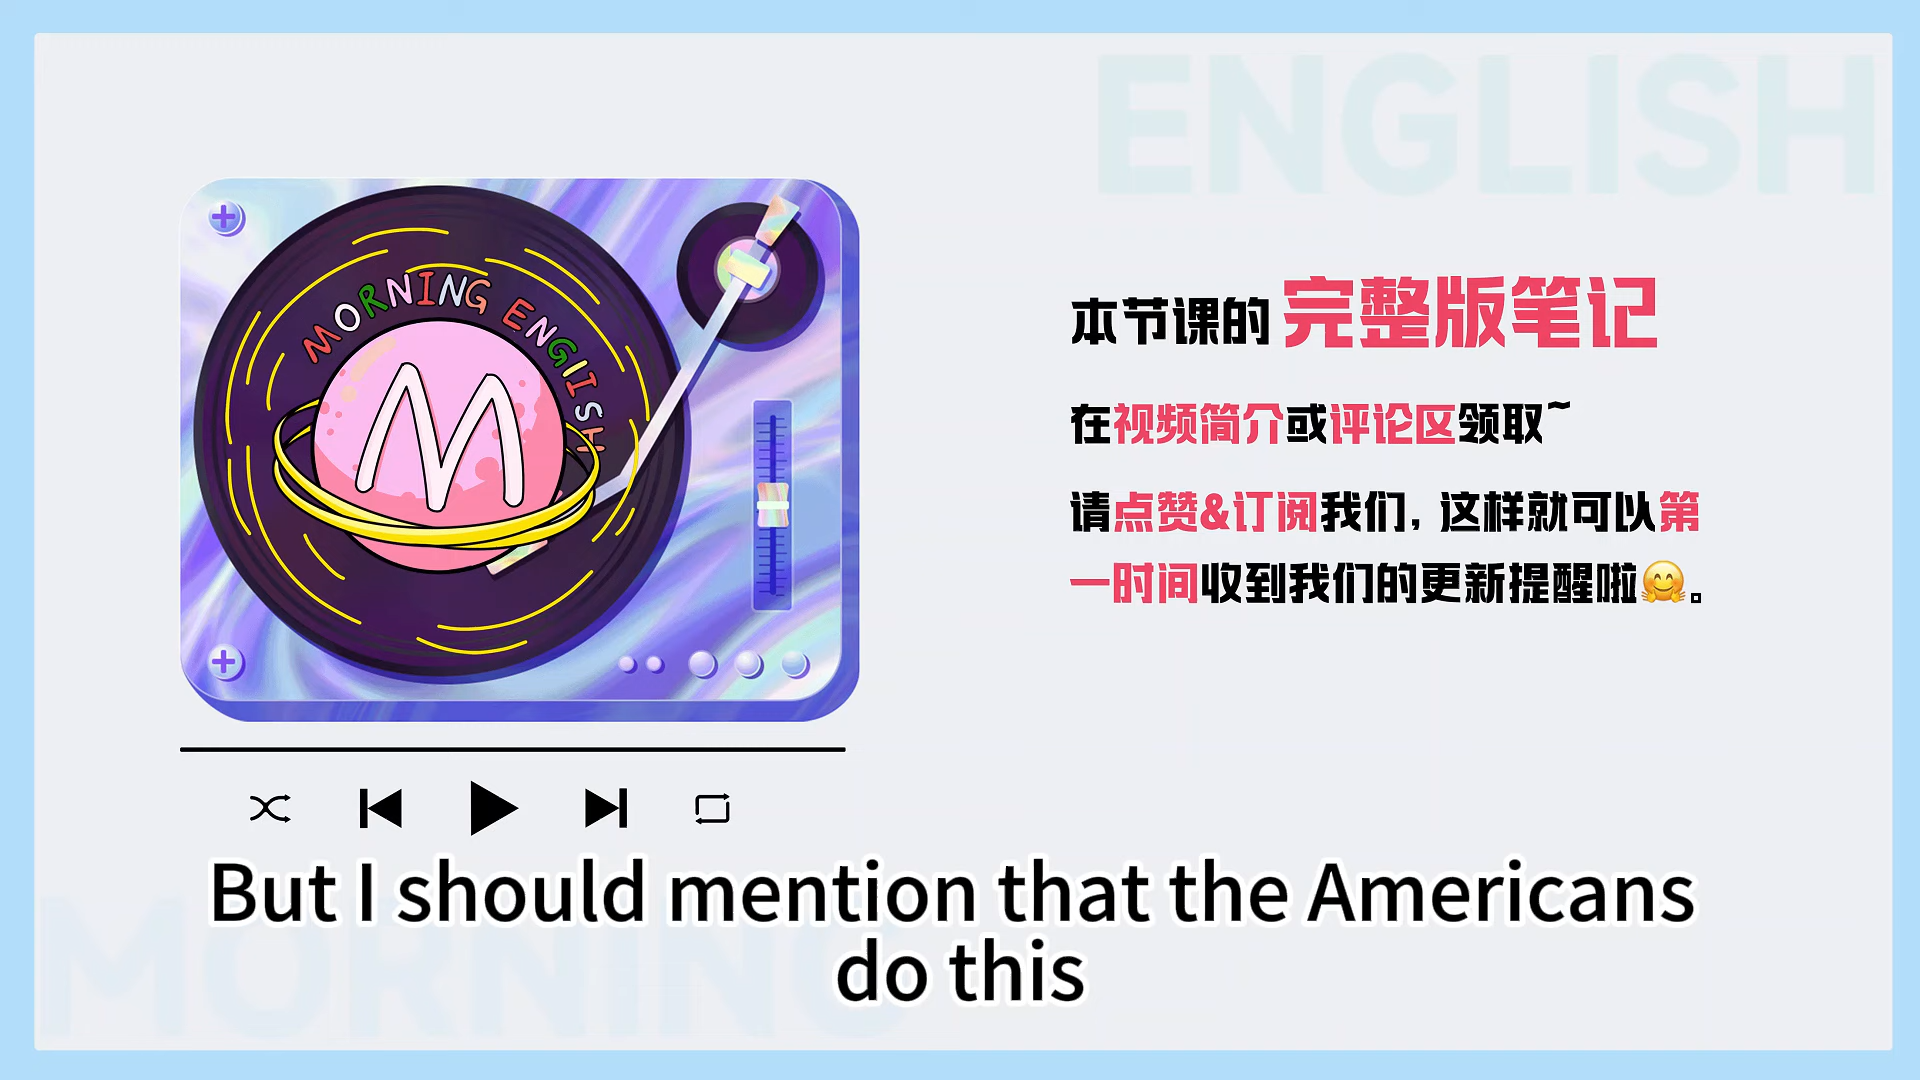 ENGLISH
MORNING ENGLISH
M
本节课的 完整版笔记
在视频简介或评论区领取~
请点赞&订阅我们，这样就可以第
一时间收到我们的更新提醒啦🤗。
MORNING
But I should mention that the Americans
do this